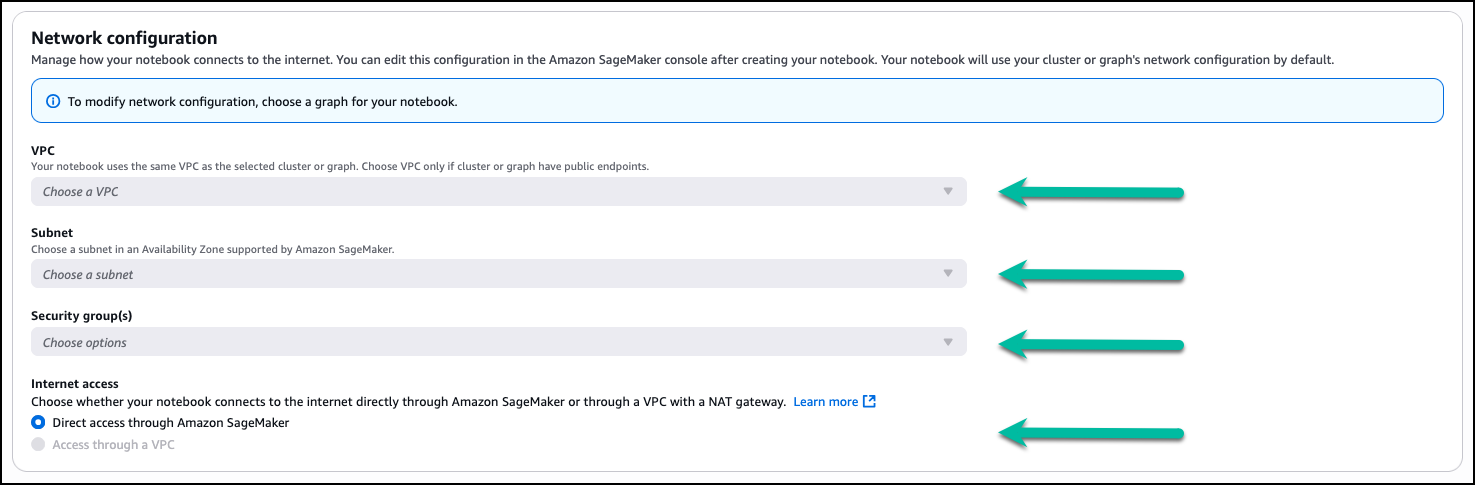 Network configuration
Manage how your notebook connects to the internet. You can edit this configuration in the Amazon SageMaker console after creating your notebook. Your notebook will use your cluster or graph's network configuration by default.
To modify network configuration, choose a graph for your notebook.
VPC
Your notebook uses the same VPC as the selected cluster or graph. Choose VPC only if cluster or graph have public endpoints.
Choose a VPC
Subnet
Choose a subnet in an Availability Zone supported by Amazon SageMaker.
Choose a subnet
Security group(s)
Choose options
Internet access
Choose whether your notebook connects to the internet directly through Amazon SageMaker or through a VPC with a NAT gateway. Learn more
Direct access through Amazon SageMaker
Access through a VPC